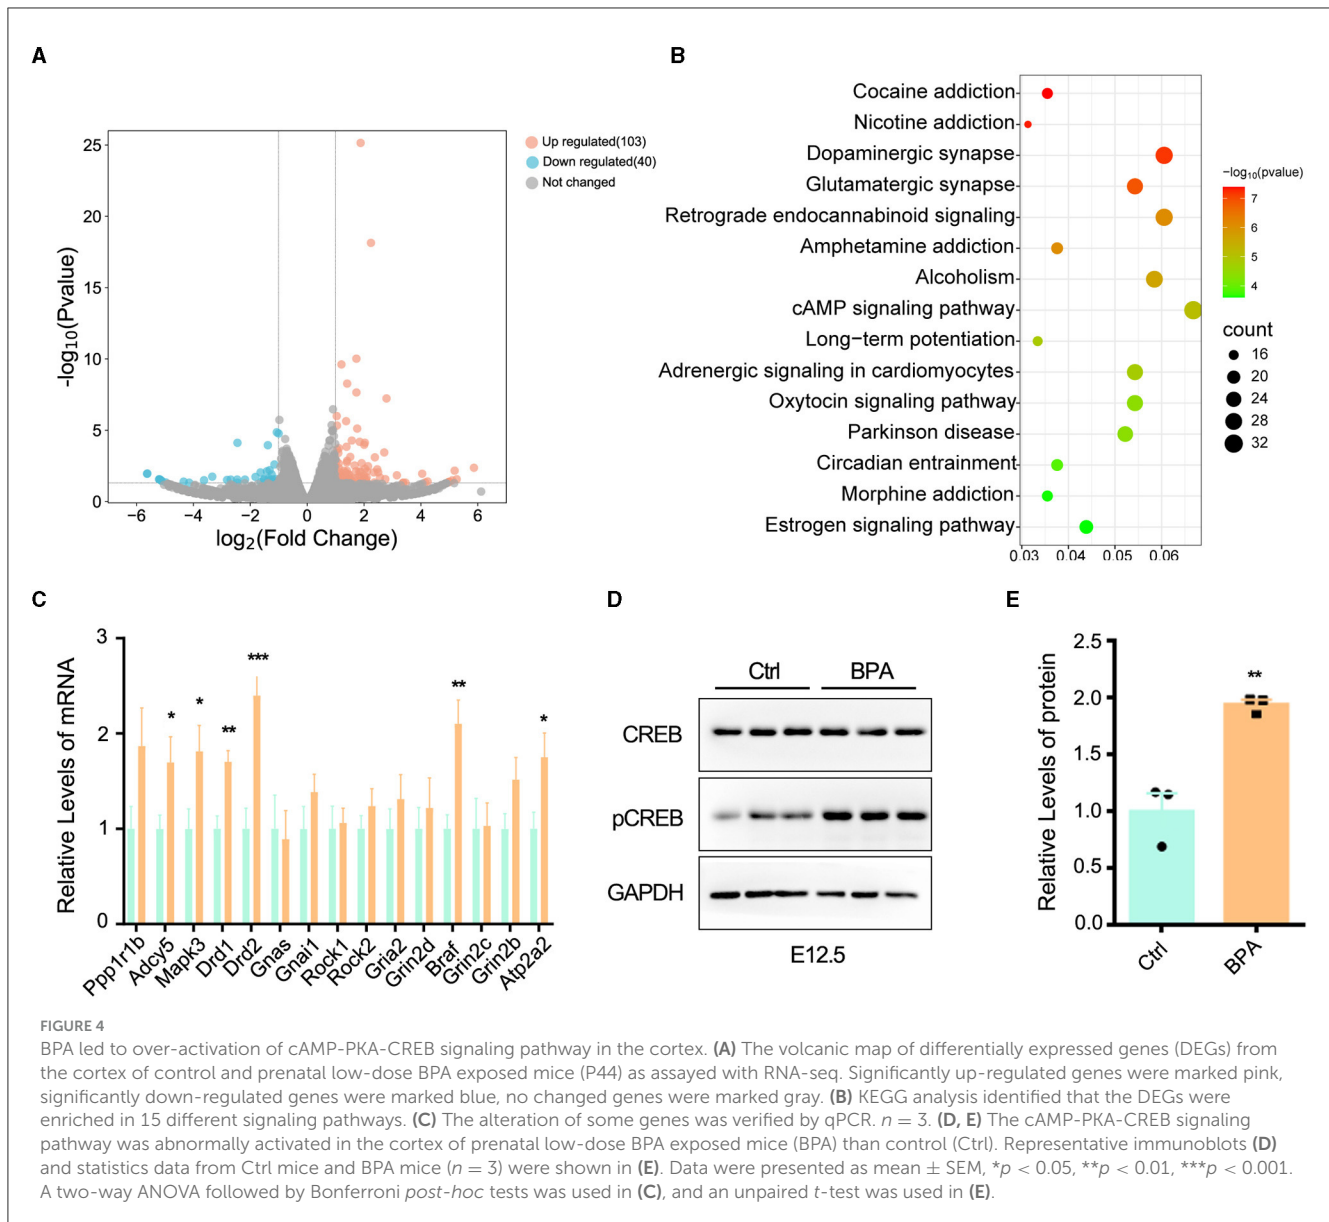 A
25
20
15
10
5
0
-log10(Pvalue)
−6
−4
−2
0
2
4
6
log2(Fold Change)
Up regulated(103)
Down regulated(40)
Not changed
B
Cocaine addiction
Nicotine addiction
Dopaminergic synapse
Glutamatergic synapse
Retrograde endocannabinoid signaling
Amphetamine addiction
Alcoholism
cAMP signaling pathway
Long−term potentiation
Adrenergic signaling in cardiomyocytes
Oxytocin signaling pathway
Parkinson disease
Circadian entrainment
Morphine addiction
Estrogen signaling pathway
0.03
0.04
0.05
0.06
−log10(pvalue)
7
6
5
4
count
16
20
24
28
32
C
Relative Levels of mRNA
3
2
1
0
*
*
**
***
**
*
Ppp1r1b
Adcy5
Mapk3
Drd1
Drd2
Gnas
Gnai1
Rock1
Rock2
Gria2
Grin2d
Braf
Grin2c
Grin2b
Atp2a2
D
Ctrl
BPA
CREB
pCREB
GAPDH
E12.5
E
Relative Levels of protein
2.5
2.0
1.5
1.0
0.5
0.0
**
Ctrl
BPA
FIGURE 4
BPA led to over-activation of cAMP-PKA-CREB signaling pathway in the cortex. (A) The volcanic map of differentially expressed genes (DEGs) from
the cortex of control and prenatal low-dose BPA exposed mice (P44) as assayed with RNA-seq. Significantly up-regulated genes were marked pink,
significantly down-regulated genes were marked blue, no changed genes were marked gray. (B) KEGG analysis identified that the DEGs were
enriched in 15 different signaling pathways. (C) The alteration of some genes was verified by qPCR. n = 3. (D, E) The cAMP-PKA-CREB signaling
pathway was abnormally activated in the cortex of prenatal low-dose BPA exposed mice (BPA) than control (Ctrl). Representative immunoblots (D)
and statistics data from Ctrl mice and BPA mice (n = 3) were shown in (E). Data were presented as mean ± SEM, *p < 0.05, **p < 0.01, ***p < 0.001.
A two-way ANOVA followed by Bonferroni post-hoc tests was used in (C), and an unpaired t-test was used in (E).